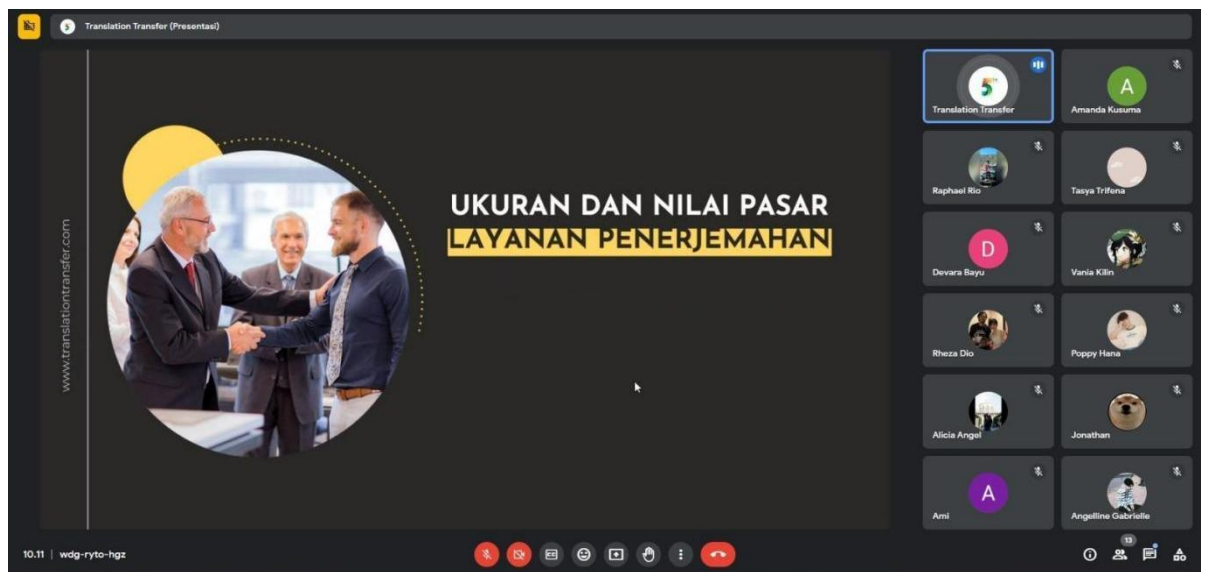 Translation Transfer (Presentasi)
www.translationtransfer.com
UKURAN DAN NILAI PASAR
LAYANAN PENERJEMAHAN
Translation Transfer
A
Amanda Kusuma
Raphael Rio
Tasya Trifena
D
Devara Bayu
Vania Kilin
Rheza Dio
Poppy Hana
Alicia Angel
Jonathan
A
Ami
Angelline Gabrielle
10.11 | wdg-ryto-hgz
13